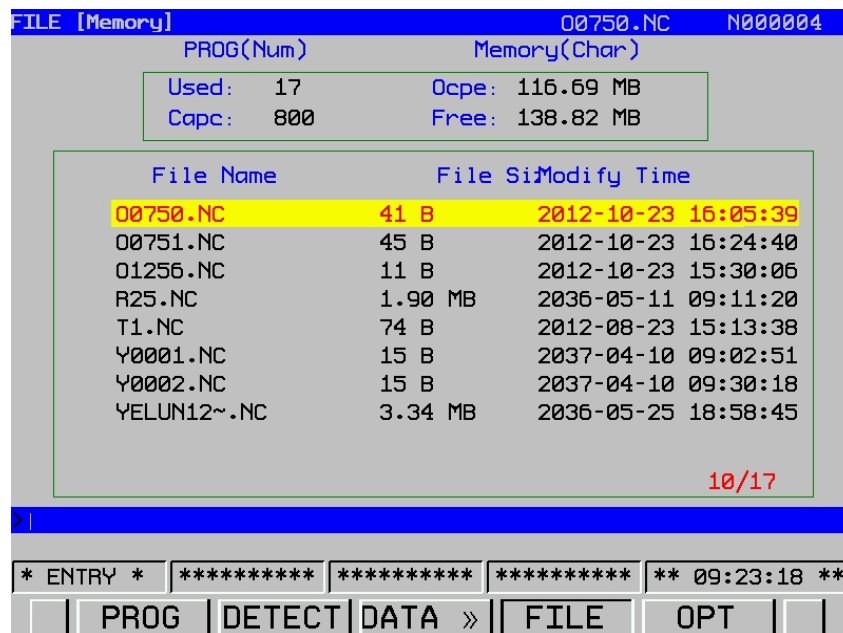 FILE [Memory] O0750.NC N000004
PROG(Num) Memory(Char)
Used: 17 Ocpe: 116.69 MB
Capc: 800 Free: 138.82 MB
File Name File Si Modify Time
O0750.NC 41 B 2012-10-23 16:05:39
O0751.NC 45 B 2012-10-23 16:24:40
O1256.NC 11 B 2012-10-23 15:30:06
R25.NC 1.90 MB 2036-05-11 09:11:20
T1.NC 74 B 2012-08-23 15:13:38
Y0001.NC 15 B 2037-04-10 09:02:51
Y0002.NC 15 B 2037-04-10 09:30:18
YELUN12~.NC 3.34 MB 2036-05-25 18:58:45
10/17
>
* ENTRY * ********** ********** ********** ** 09:23:18 **
PROG DETECT DATA » FILE OPT